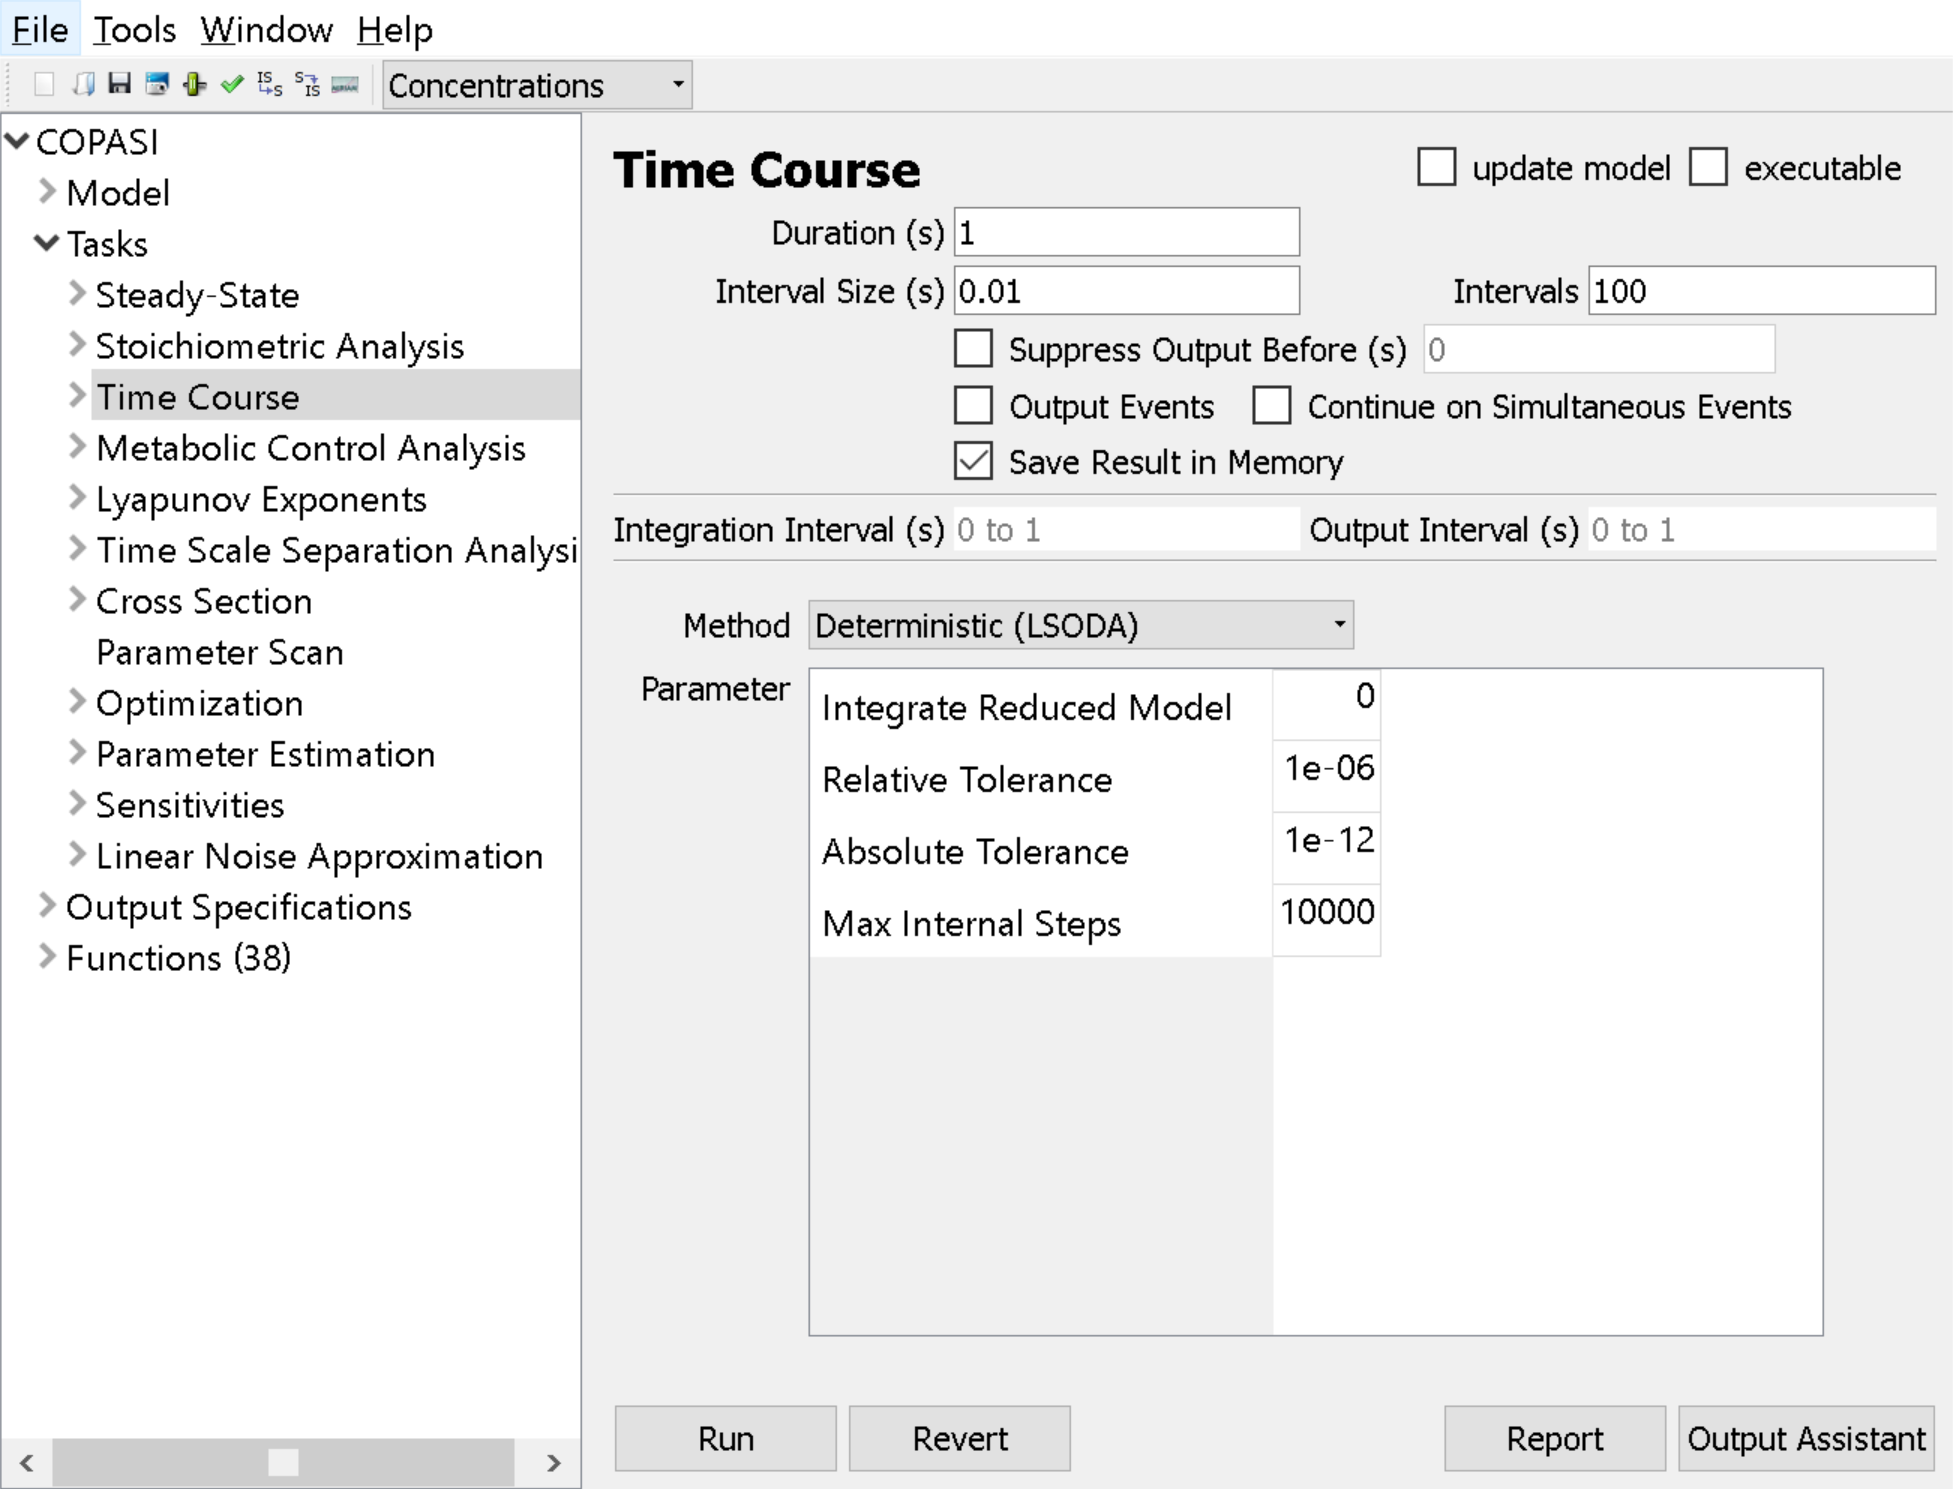 File Tools Window Help
IS S S IS Concentrations
COPASI
Model
Tasks
Steady-State
Stoichiometric Analysis
Time Course
Metabolic Control Analysis
Lyapunov Exponents
Time Scale Separation Analysi
Cross Section
Parameter Scan
Optimization
Parameter Estimation
Sensitivities
Linear Noise Approximation
Output Specifications
Functions (38)
Time Course update model executable
Duration (s) 1
Interval Size (s) 0.01 Intervals 100
Suppress Output Before (s) 0
Output Events Continue on Simultaneous Events
Save Result in Memory
Integration Interval (s) 0 to 1 Output Interval (s) 0 to 1
Method Deterministic (LSODA)
Parameter
Integrate Reduced Model 0
Relative Tolerance 1e-06
Absolute Tolerance 1e-12
Max Internal Steps 10000
Run Revert Report Output Assistant